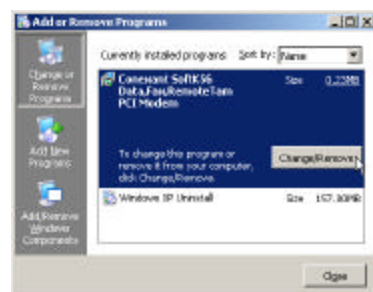 Add or Remove Programs
Change or
Remove
Programs
Add New
Programs
Add/Remove
Windows
Components
Currently installed programs:
Sort by: Name
Conexant SoftK56
Data,Fax,RemoteTam
PCI Modem
Size 0.23MB
To change this program or
remove it from your computer,
click Change/Remove.
Change/Remove
Windows XP Uninstall
Size
Close